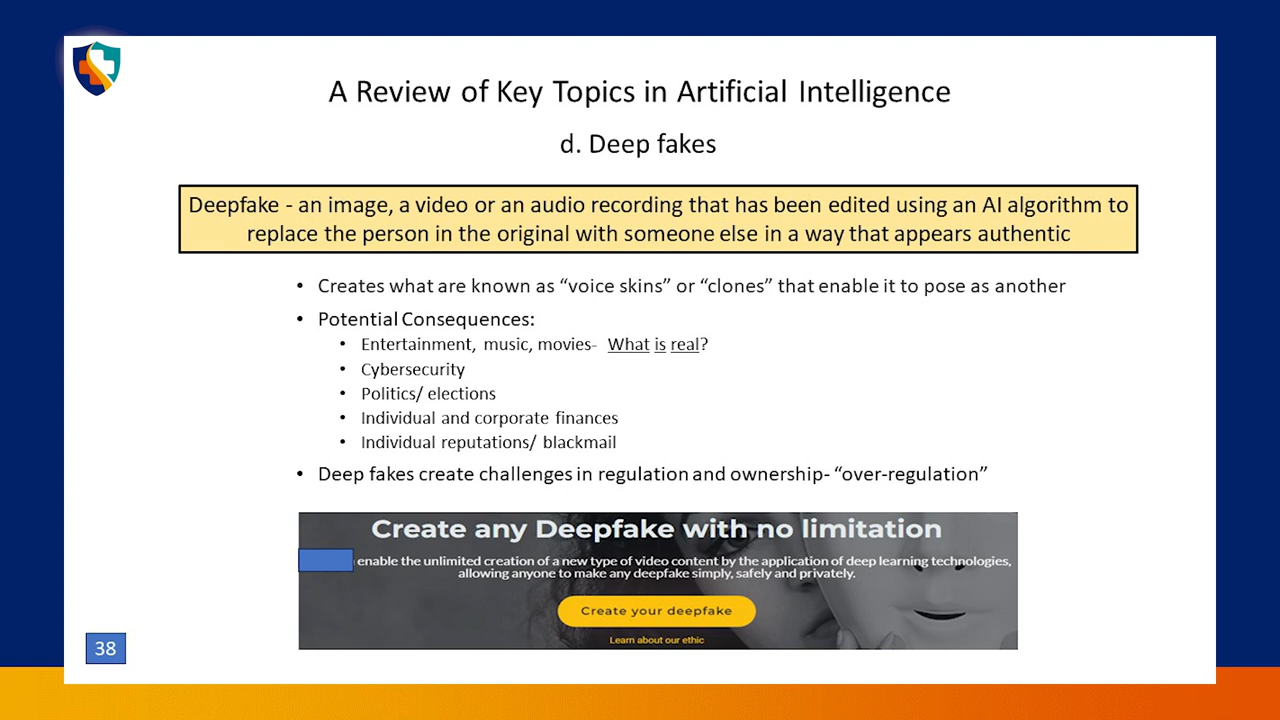 A Review of Key Topics in Artificial Intelligence
d. Deep fakes
Deepfake - an image, a video or an audio recording that has been edited using an AI algorithm to
replace the person in the original with someone else in a way that appears authentic
• Creates what are known as “voice skins” or “clones” that enable it to pose as another
• Potential Consequences:
• Entertainment, music, movies- What is real?
• Cybersecurity
• Politics/ elections
• Individual and corporate finances
• Individual reputations/ blackmail
• Deep fakes create challenges in regulation and ownership- “over-regulation”
Create any Deepfake with no limitation
enable the unlimited creation of a new type of video content by the application of deep learning technologies,
allowing anyone to make any deepfake simply, safely and privately.
Create your deepfake
Learn about our ethic
38